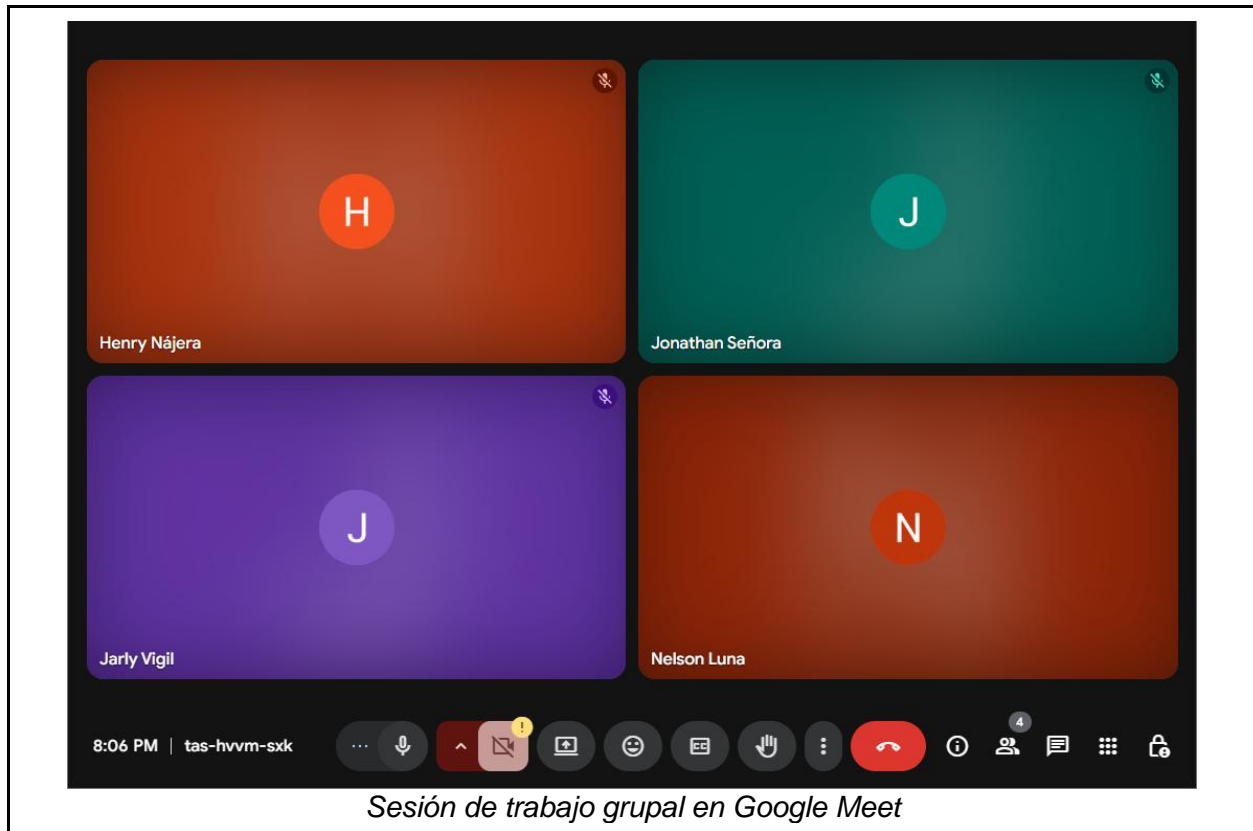 H
Henry Nájera
J
Jonathan Señora
J
Jarly Vigil
N
Nelson Luna
8:06 PM | tas-hvvm-sxk
!
CC
4
Sesión de trabajo grupal en Google Meet